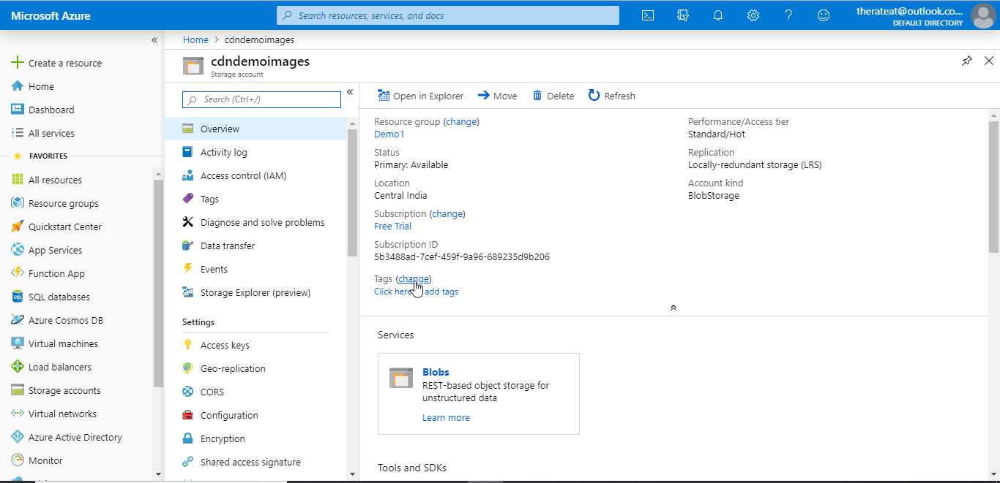 Microsoft Azure
Search resources, services, and docs
therateat@outlook.co...
DEFAULT DIRECTORY
Create a resource
Home
Dashboard
All services
FAVORITES
All resources
Resource groups
Quickstart Center
App Services
Function App
SQL databases
Azure Cosmos DB
Virtual machines
Load balancers
Storage accounts
Virtual networks
Azure Active Directory
Monitor
Home > cdndemoimages
cdndemoimages
Storage account
Search (Ctrl+/)
Overview
Activity log
Access control (IAM)
Tags
Diagnose and solve problems
Data transfer
Events
Storage Explorer (preview)
Settings
Access keys
Geo-replication
CORS
Configuration
Encryption
Shared access signature
Open in Explorer
Move
Delete
Refresh
Resource group (change)
Demo1
Status
Primary: Available
Location
Central India
Subscription (change)
Free Trial
Subscription ID
5b3488ad-7cef-459f-9a96-689235d9b206
Tags (change)
Click here add tags
Performance/Access tier
Standard/Hot
Replication
Locally-redundant storage (LRS)
Account kind
BlobStorage
Services
Blobs
REST-based object storage for
unstructured data
Learn more
Tools and SDKs